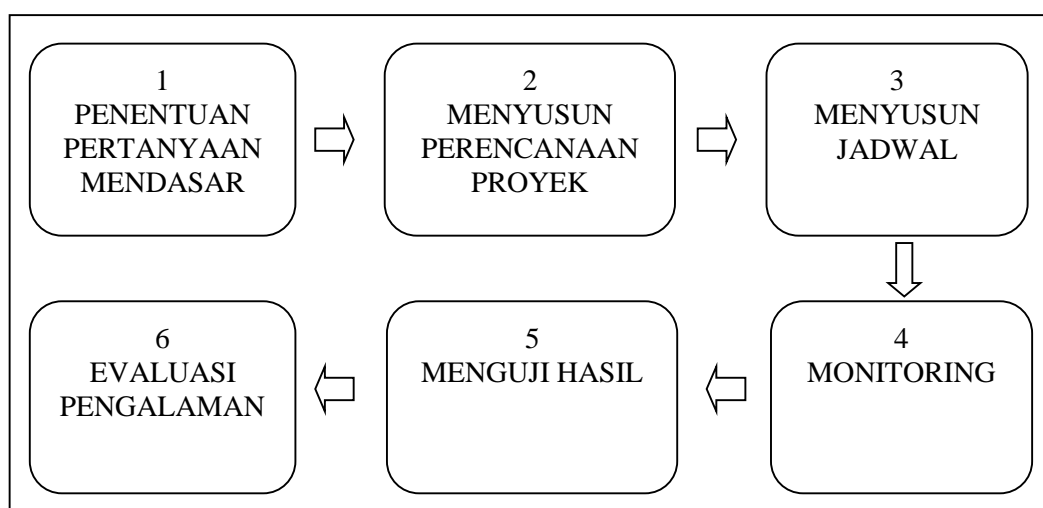 1
PENENTUAN
PERTANYAAN
MENDASAR
2
MENYUSUN
PERENCANAAN
PROYEK
3
MENYUSUN
JADWAL
4
MONITORING
5
MENGUJI HASIL
6
EVALUASI
PENGALAMAN